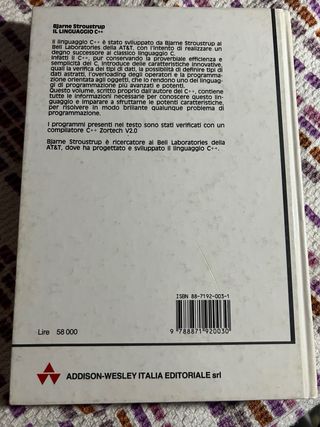 Bjarne Stroustrup
IL LINGUAGGIO C++
Il linguaggio C++ è stato sviluppato da Bjarne Stroustrup ai
Bell Laboratories della AT&T, con l'intento di realizzare un
degno successore al classico linguaggio C.
Infatti il C++, pur conservando la proverbiale efficienza e
semplicità del C, introduce delle caratteristiche innovative,
quali la verifica dei tipi di dati, la possibilità di definire tipi di
dati astratti, l'overloading degli operatori e la programma-
zione orientata agli oggetti, che lo rendono uno dei linguag-
gi di programmazione più avanzati e potenti.
Questo volume, scritto proprio dall'autore del C++, contiene
tutte le informazioni necessarie per conoscere questo lin-
guaggio e imparare a sfruttarne le potenti caratteristiche,
per risolvere in modo brillante qualunque problema di
programmazione.
I programmi presenti nel testo sono stati verificati con un
compilatore C++ Zortech V2.0
Bjarne Stroustrup è ricercatore ai Bell Laboratories della
AT&T, dove ha progettato e sviluppato il linguaggio C++.
ISBN 88-7192-003-1
9 788871 920030
Lire 58 000
ADDISON-WESLEY ITALIA EDITORIALE srl